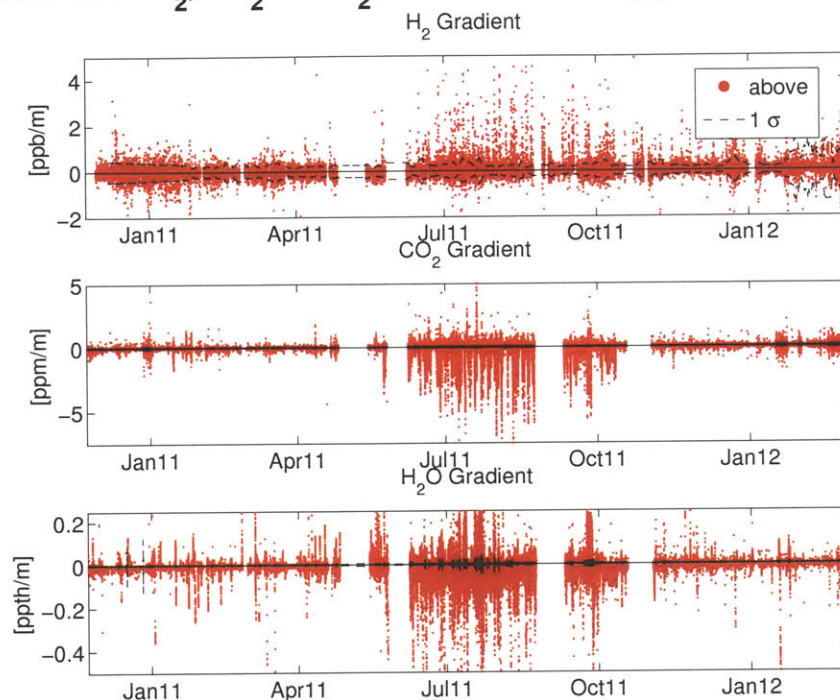 H₂ Gradient
4
2
0
−2
[ppb/m]
above
1 σ
Jan11 Apr11 Jul11 Oct11 Jan12
CO₂ Gradient
5
0
−5
[ppm/m]
Jan11 Apr11 Jul11 Oct11 Jan12
H₂O Gradient
0.2
0
−0.2
−0.4
[ppth/m]
Jan11 Apr11 Jul11 Oct11 Jan12